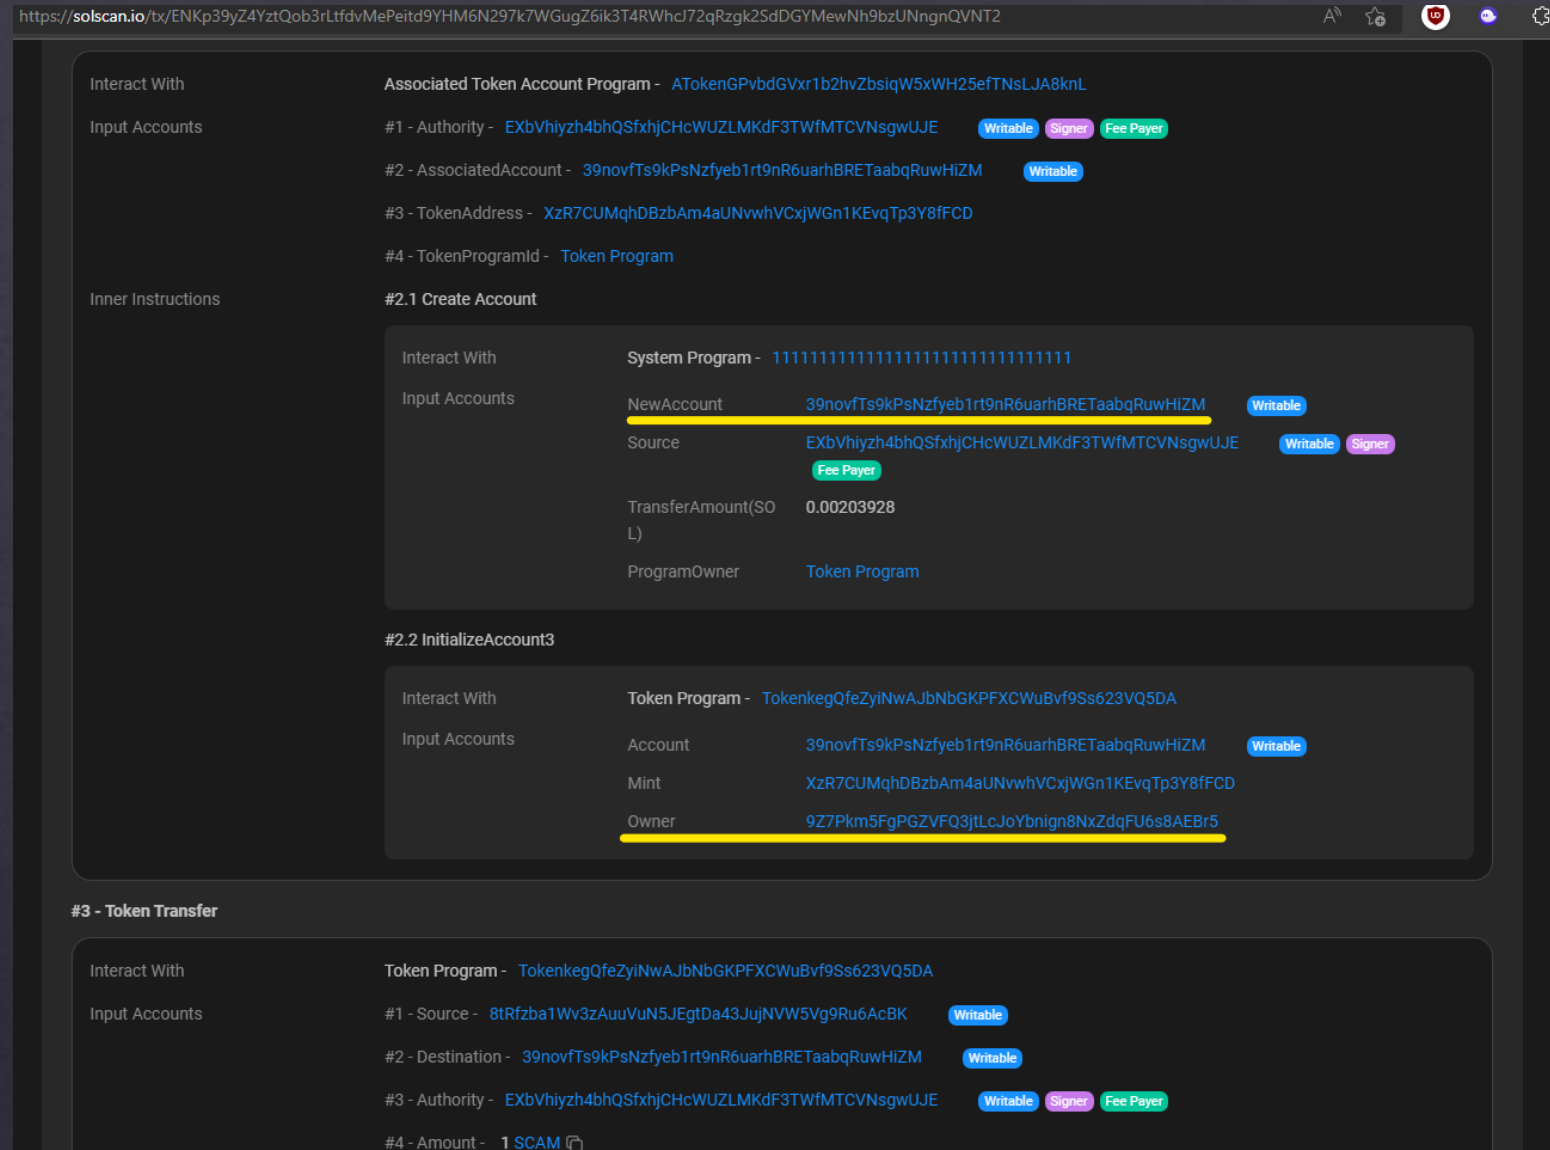 https://solscan.io/tx/ENKp39yZ4YztQob3rLtfdvMePeitd9YHM6N297k7WGugZ6ik3T4RWhcJ72qRzgk2SdDGYMewNh9bzUNngnQVNT2
Interact With Associated Token Account Program - ATokenGPvbdGVxr1b2hvZbsiqW5xWH25efTNsLJA8knL
Input Accounts #1 - Authority - EXbVhiyzh4bhQSfxhjCHcWUZLMKdF3TWfMTCVNsgwUJE Writable Signer Fee Payer
#2 - AssociatedAccount - 39novfTs9kPsNzfyeb1rt9nR6uarhBRETaabqRuwHiZM Writable
#3 - TokenAddress - XzR7CUMqhDBzbAm4aUNvwhVCxjWGn1KEvqTp3Y8fFCD
#4 - TokenProgramId - Token Program
Inner Instructions #2.1 Create Account
Interact With System Program - 11111111111111111111111111111111
Input Accounts NewAccount 39novfTs9kPsNzfyeb1rt9nR6uarhBRETaabqRuwHiZM Writable
Source EXbVhiyzh4bhQSfxhjCHcWUZLMKdF3TWfMTCVNsgwUJE Writable Signer
Fee Payer
TransferAmount(SO 0.00203928
L)
ProgramOwner Token Program
#2.2 InitializeAccount3
Interact With Token Program - TokenkegQfeZyiNwAJbNbGKPFXCWuBvf9Ss623VQ5DA
Input Accounts Account 39novfTs9kPsNzfyeb1rt9nR6uarhBRETaabqRuwHiZM Writable
Mint XzR7CUMqhDBzbAm4aUNvwhVCxjWGn1KEvqTp3Y8fFCD
Owner 9Z7Pkm5FgPGZVFQ3jtLcJoYbnign8NxZdqFU6s8AEBr5
#3 - Token Transfer
Interact With Token Program - TokenkegQfeZyiNwAJbNbGKPFXCWuBvf9Ss623VQ5DA
Input Accounts #1 - Source - 8tRfzba1Wv3zAuuVuN5JEgtDa43JujNVW5Vg9Ru6AcBK Writable
#2 - Destination - 39novfTs9kPsNzfyeb1rt9nR6uarhBRETaabqRuwHiZM Writable
#3 - Authority - EXbVhiyzh4bhQSfxhjCHcWUZLMKdF3TWfMTCVNsgwUJE Writable Signer Fee Payer
#4 - Amount - 1 SCAM